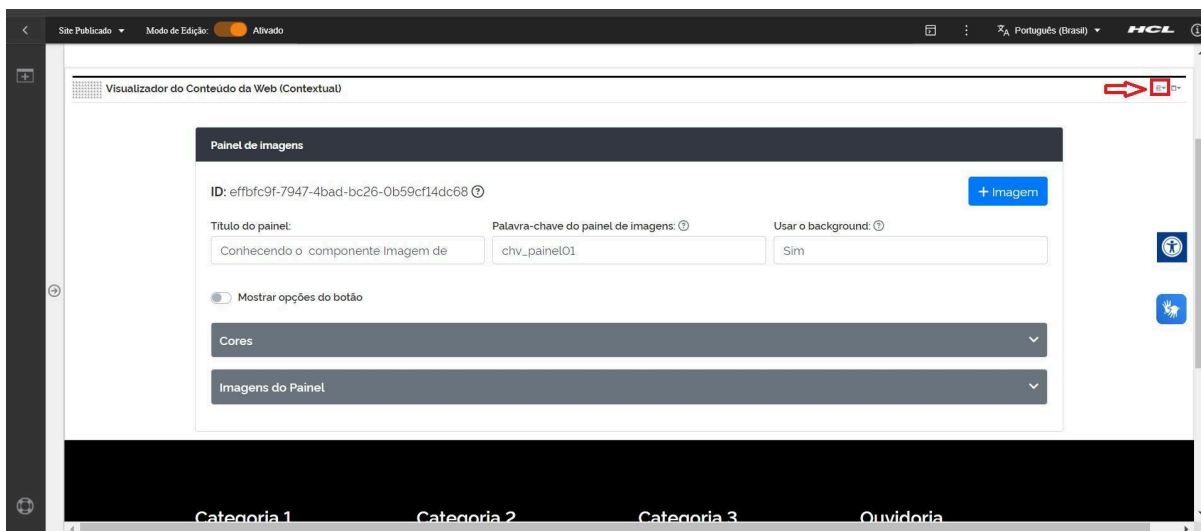 Site Publicado Modo de Edição: Ativado Português (Brasil) HCL
Visualizador do Conteúdo da Web (Contextual)
Painel de imagens
ID: effbfc9f-7947-4bad-bc26-0b59cf14dc68
+ Imagem
Título do painel: Palavra-chave do painel de imagens: Usar o background:
Conhecendo o componente Imagem de chv_painel01 Sim
Mostrar opções do botão
Cores
Imagens do Painel
Categoria 1 Categoria 2 Categoria 3 Ouvidoria